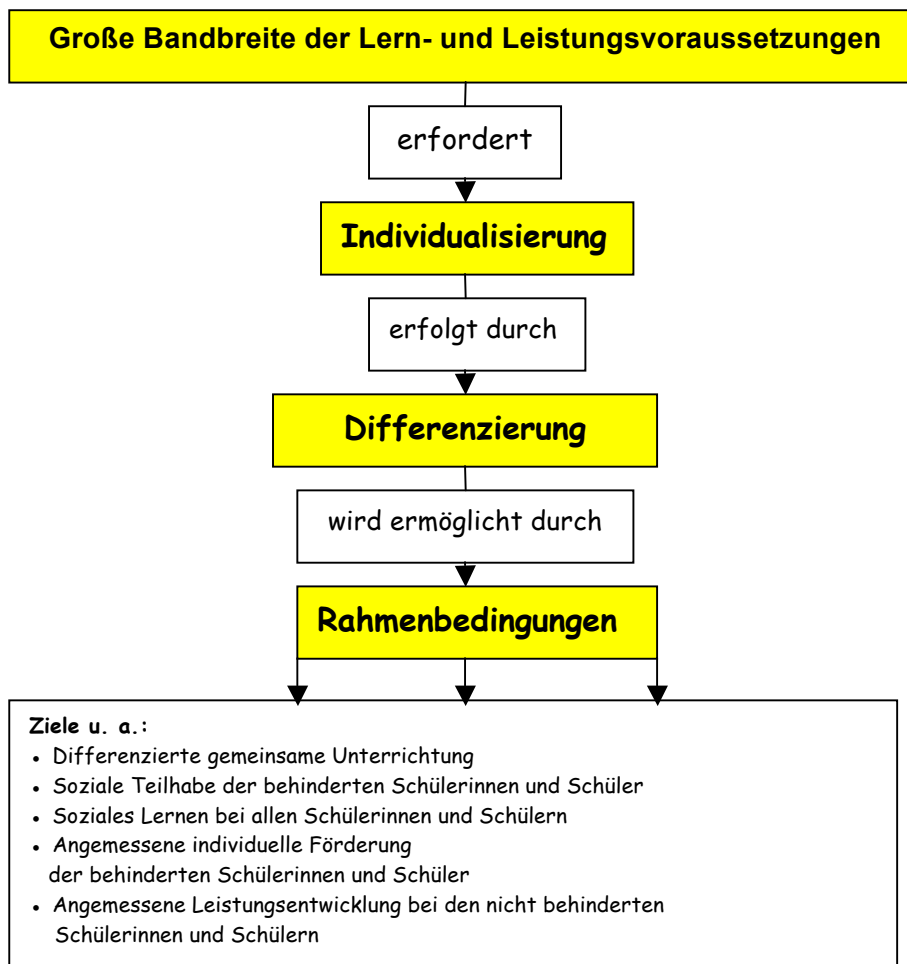 Große Bandbreite der Lern- und Leistungsvoraussetzungen
erfordert
Individualisierung
erfolgt durch
Differenzierung
wird ermöglicht durch
Rahmenbedingungen
Ziele u. a.:
• Differenzierte gemeinsame Unterrichtung
• Soziale Teilhabe der behinderten Schülerinnen und Schüler
• Soziales Lernen bei allen Schülerinnen und Schülern
• Angemessene individuelle Förderung
der behinderten Schülerinnen und Schüler
• Angemessene Leistungsentwicklung bei den nicht behinderten
Schülerinnen und Schülern